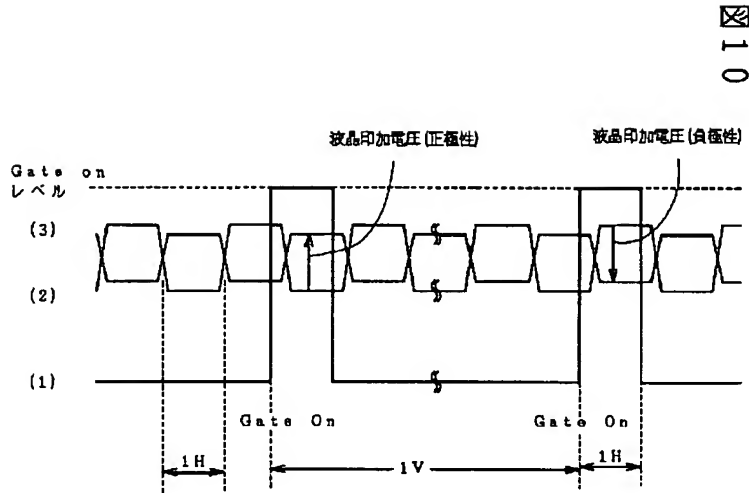 図10
液晶印加電圧(正極性)
液晶印加電圧(負極性)
Gate on
レベル
(3)
(2)
(1)
Gate On
Gate On
1H
1V
1H